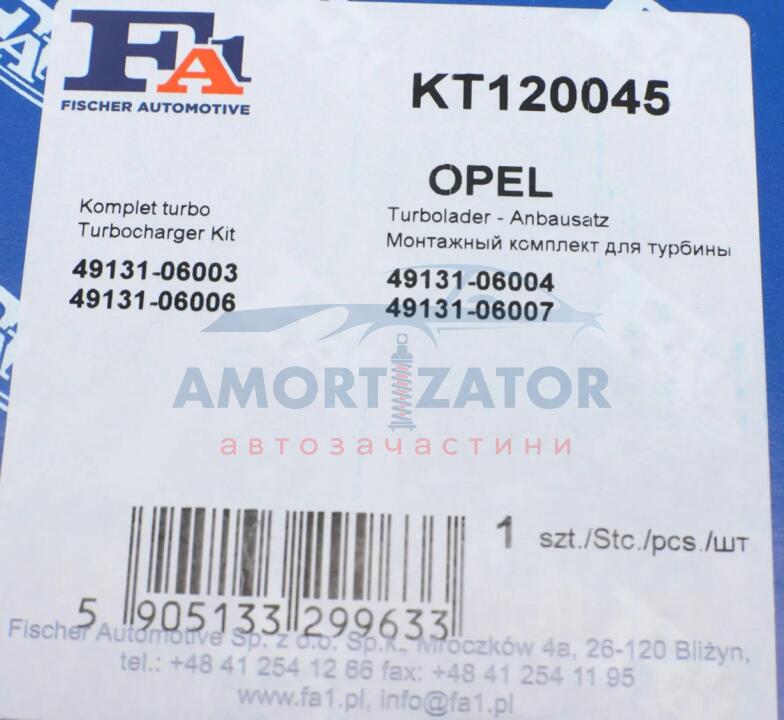 FA1
FISCHER AUTOMOTIVE
KT120045
OPEL
Komplet turbo
Turbocharger Kit
Turbolader - Anbausatz
Монтажный комплект для турбины
49131-06003
49131-06006
49131-06004
49131-06007
AMORTIZATOR
автозачастини
1 szt./Stc./pcs./шт
5 905133 299633
Fischer Automotive Sp. z o.o. Sp.k., Mroczków 4a, 26-120 Bliżyn,
tel.: +48 41 254 12 66 fax: +48 41 254 11 95
www.fa1.pl, info@fa1.pl